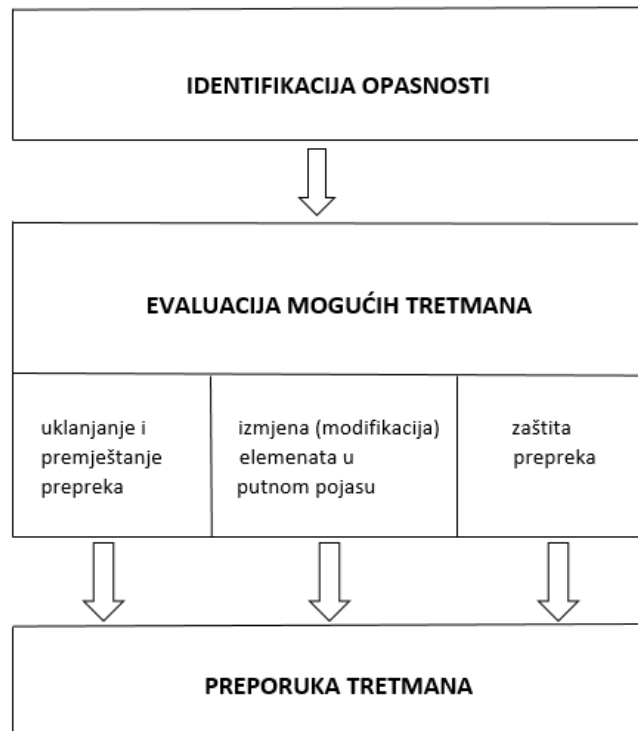 IDENTIFIKACIJA OPASNOSTI
EVALUACIJA MOGUĆIH TRETMANA
uklanjanje i
premještanje
prepreka
izmjena (modifikacija)
elemenata u
putnom pojasu
zaštita
prepreka
PREPORUKA TRETMANA